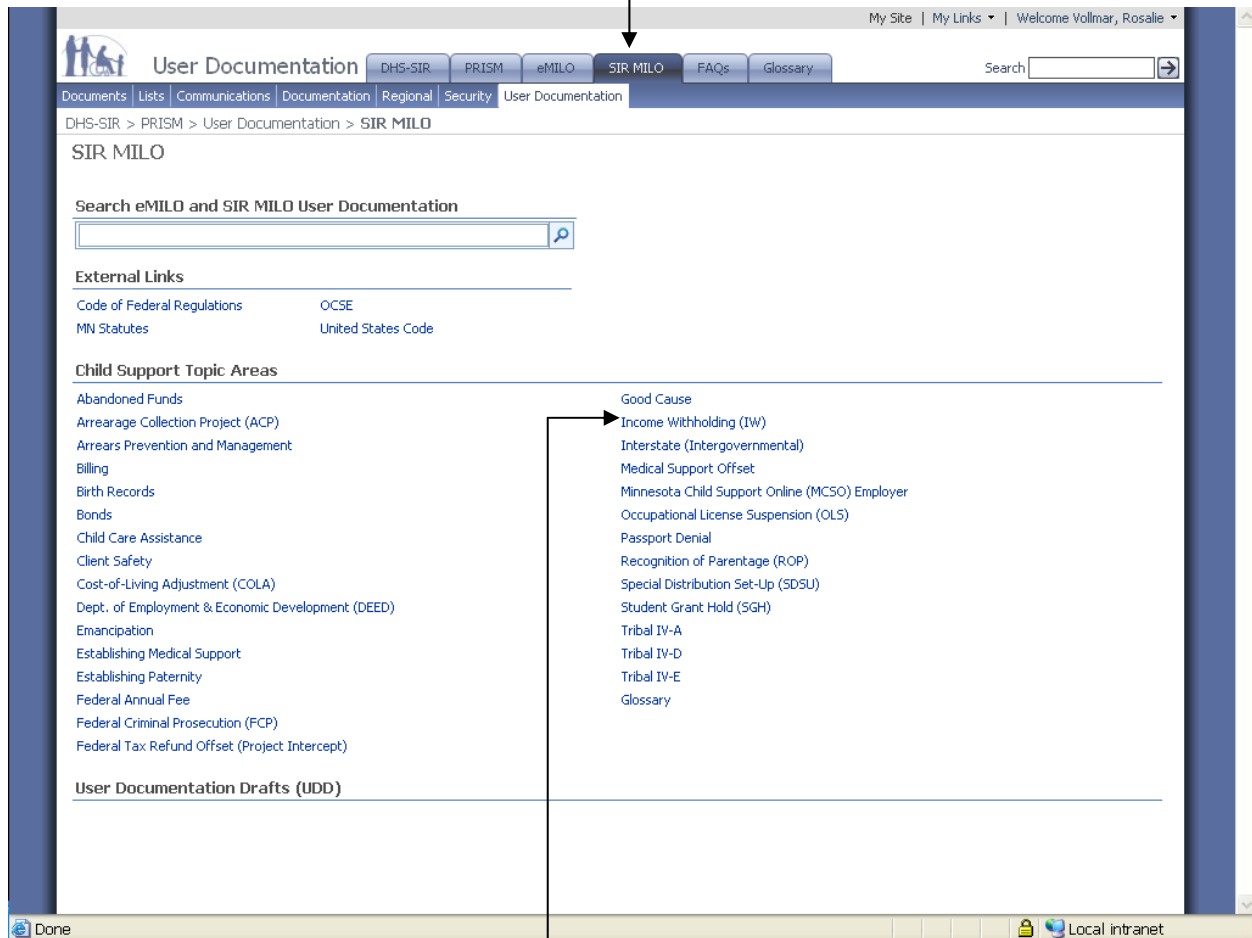 My Site | My Links | Welcome Vollmar, Rosalie
User Documentation DHS-SIR PRISM eMILO SIR MILO FAQs Glossary Search
Documents Lists Communications Documentation Regional Security User Documentation
DHS-SIR > PRISM > User Documentation > SIR MILO
SIR MILO
Search eMILO and SIR MILO User Documentation
External Links
Code of Federal Regulations OCSE
MN Statutes United States Code
Child Support Topic Areas
Abandoned Funds
Arrearage Collection Project (ACP)
Arrears Prevention and Management
Billing
Birth Records
Bonds
Child Care Assistance
Client Safety
Cost-of-Living Adjustment (COLA)
Dept. of Employment & Economic Development (DEED)
Emancipation
Establishing Medical Support
Establishing Paternity
Federal Annual Fee
Federal Criminal Prosecution (FCP)
Federal Tax Refund Offset (Project Intercept)
Good Cause
Income Withholding (IW)
Interstate (Intergovernmental)
Medical Support Offset
Minnesota Child Support Online (MCSO) Employer
Occupational License Suspension (OLS)
Passport Denial
Recognition of Parentage (ROP)
Special Distribution Set-Up (SDSU)
Student Grant Hold (SGH)
Tribal IV-A
Tribal IV-D
Tribal IV-E
Glossary
User Documentation Drafts (UDD)
Done Local intranet